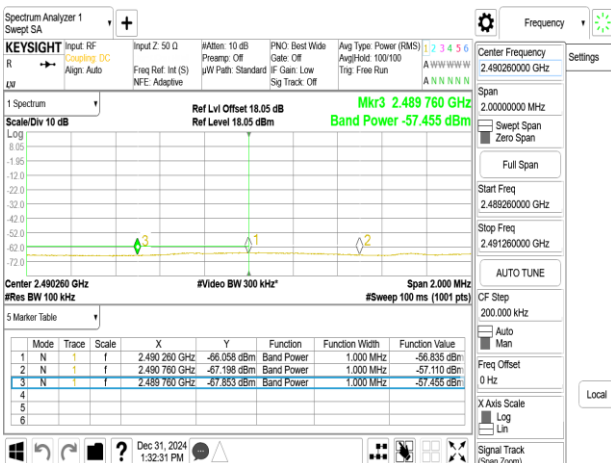 Spectrum Analyzer 1
Swept SA
Frequency
KEYSIGHT
R
Input: RF
Coupling: DC
Align: Auto
Input Z: 50 Ω
Freq Ref: Int (S)
NFE: Adaptive
#Atten: 10 dB
Preamp: Off
µW Path: Standard
PNO: Best Wide
Gate: Off
IF Gain: Low
Sig Track: Off
Avg Type: Power (RMS)
Avg|Hold: 100/100
Trig: Free Run
1 2 3 4 5 6
A W W W W W
A N N N N N
1 Spectrum
Scale/Div 10 dB
Ref Lvl Offset 18.05 dB
Ref Level 18.05 dBm
Mkr3 2.489 760 GHz
Band Power -57.455 dBm
Log
8.05
-1.95
-12.0
-22.0
-32.0
-42.0
-52.0
-62.0
-72.0
3
1
2
Center 2.490260 GHz
#Res BW 100 kHz
#Video BW 300 kHz*
Span 2.000 MHz
#Sweep 100 ms (1001 pts)
5 Marker Table
Mode Trace Scale X Y Function Function Width Function Value
1 N 1 f 2.490 260 GHz -66.058 dBm Band Power 1.000 MHz -56.835 dBm
2 N 1 f 2.490 760 GHz -67.198 dBm Band Power 1.000 MHz -57.110 dBm
3 N 1 f 2.489 760 GHz -67.853 dBm Band Power 1.000 MHz -57.455 dBm
4
5
6
Dec 31, 2024
1:32:31 PM
Center Frequency
2.490260000 GHz
Span
2.00000000 MHz
Swept Span
Zero Span
Full Span
Start Freq
2.489260000 GHz
Stop Freq
2.491260000 GHz
AUTO TUNE
CF Step
200.000 kHz
Auto
Man
Freq Offset
0 Hz
X Axis Scale
Log
Lin
Signal Track
(Span Zoom)
Settings
Local